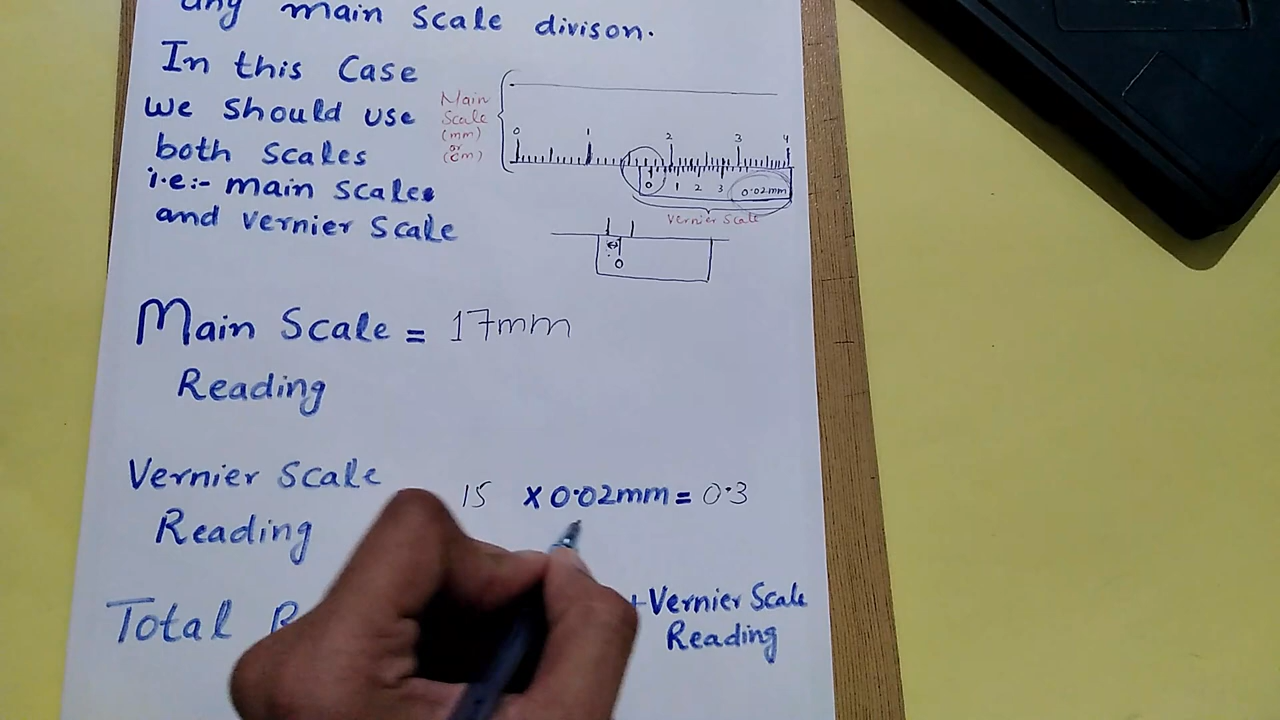 any main scale divison.
In this Case
we should use
both scales
i.e:- main scales
and vernier scale
Main
Scale
(mm)
or
(cm)
0 1 2 3 4
0 1 2 3 0.02mm
Vernier Scale
0
Main Scale = 17mm
Reading
Vernier Scale
15 × 0.02mm = 0.3
Reading
Total
+Vernier Scale
Reading